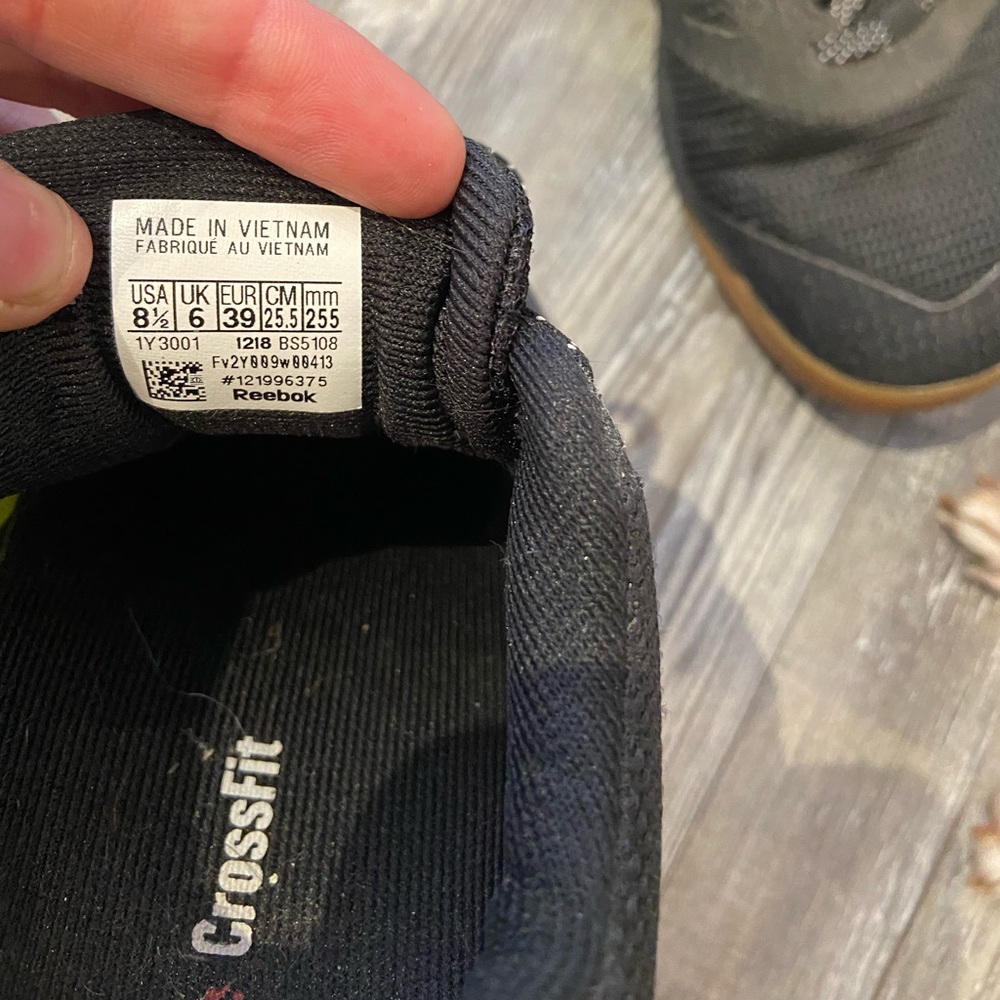 MADE IN VIETNAM
FABRIQUÉ AU VIETNAM
USA UK EUR CM mm
8½ 6 39 25.5 255
1Y3001 1218 BS5108
Fv2Y009w00413
#121996375
Reebok
CrossFit